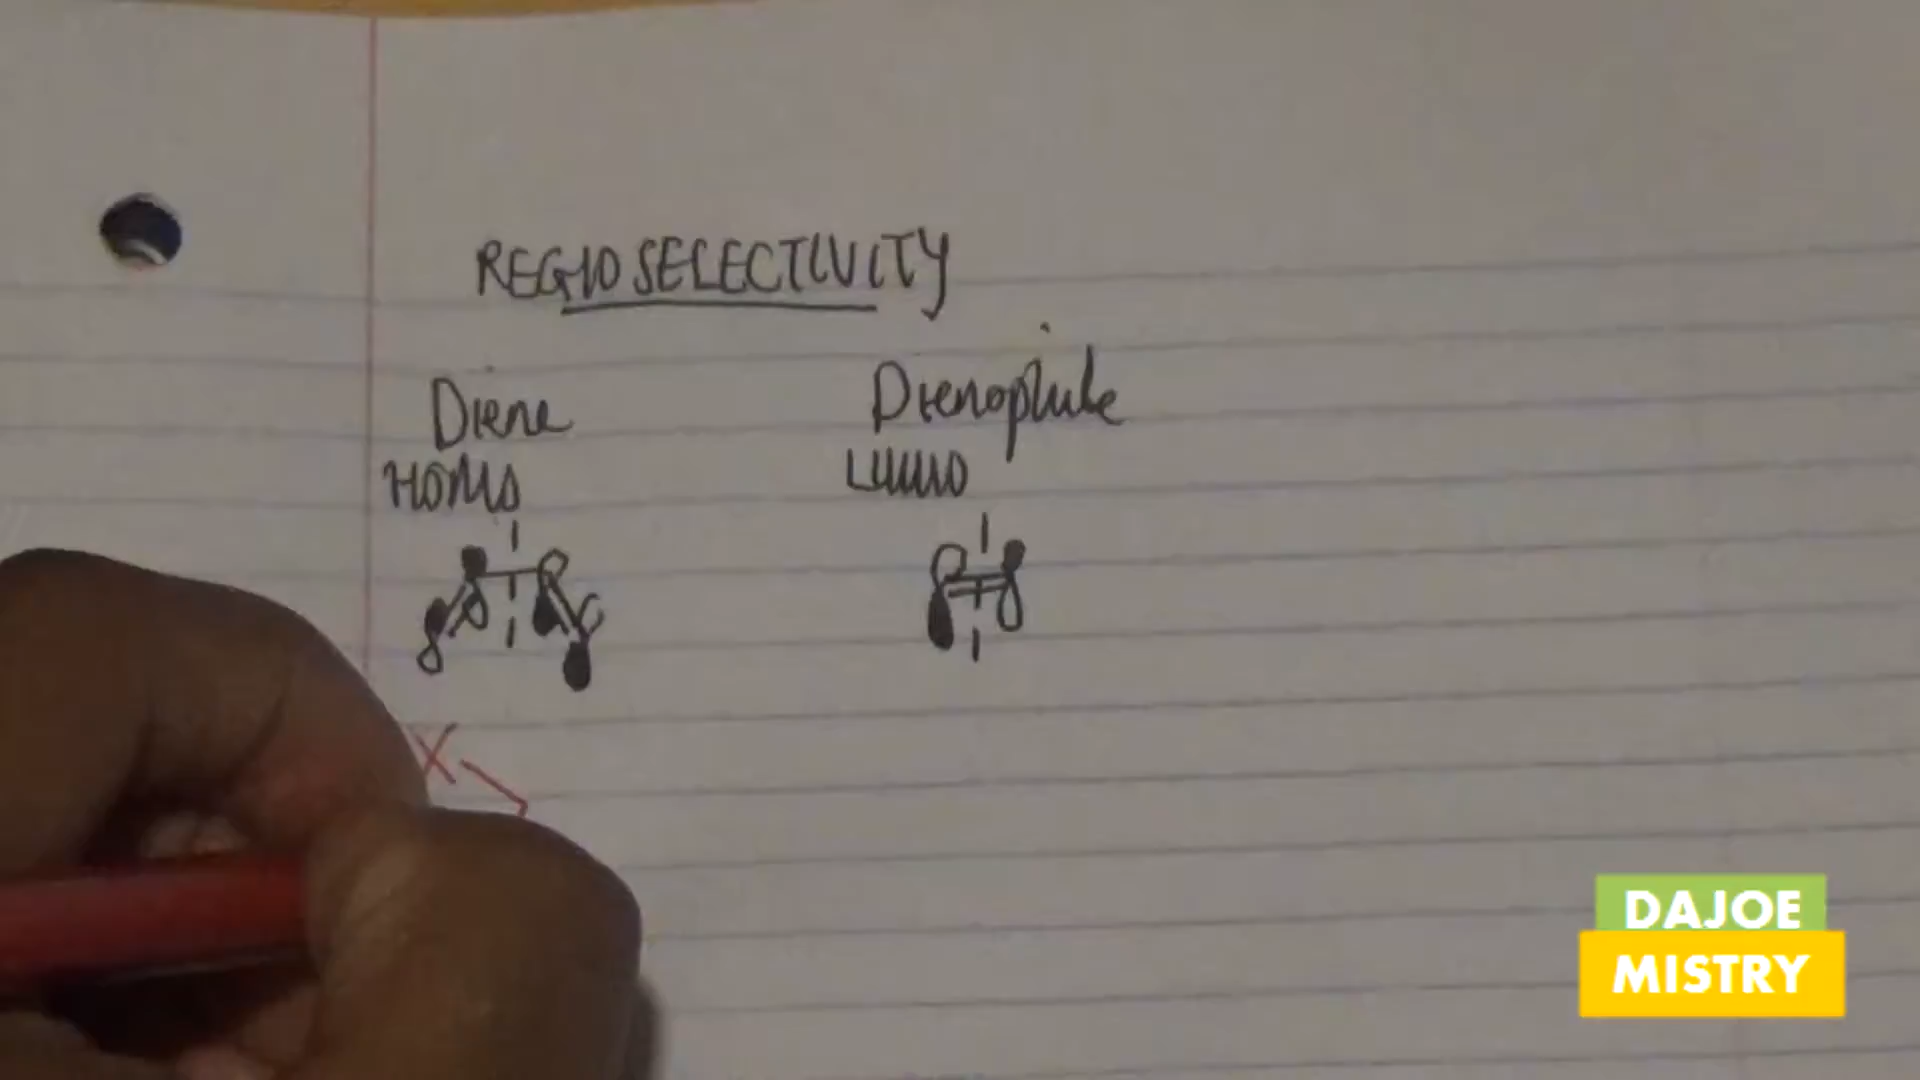 REGIOSELECTIVITY
Diene
Dienophile
HOMO
LUMO
X
DAJOE
MISTRY